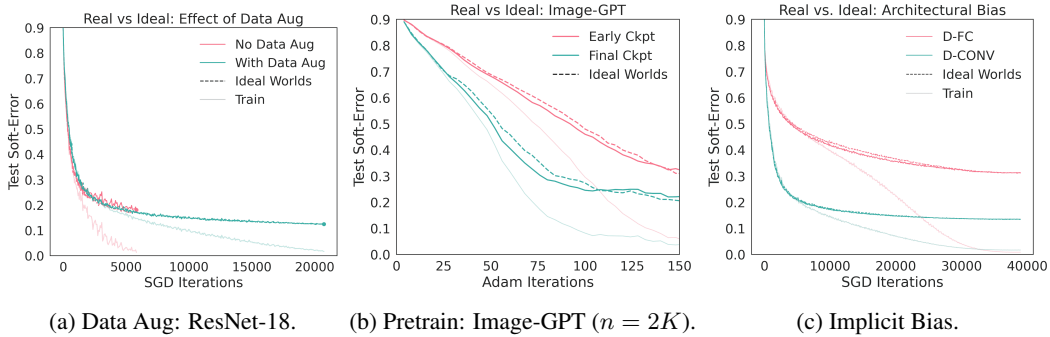 Real vs Ideal: Effect of Data Aug
Test Soft-Error
0.9
0.8
0.7
0.6
0.5
0.4
0.3
0.2
0.1
0.0
No Data Aug
With Data Aug
Ideal Worlds
Train
0 5000 10000 15000 20000
SGD Iterations
(a) Data Aug: ResNet-18.
Real vs Ideal: Image-GPT
Test Soft-Error
0.9
0.8
0.7
0.6
0.5
0.4
0.3
0.2
0.1
0.0
Early Ckpt
Final Ckpt
Ideal Worlds
0 25 50 75 100 125 150
Adam Iterations
(b) Pretrain: Image-GPT (n = 2K).
Real vs. Ideal: Architectural Bias
Test Soft-Error
0.9
0.8
0.7
0.6
0.5
0.4
0.3
0.2
0.1
0.0
D-FC
D-CONV
Ideal Worlds
Train
0 10000 20000 30000 40000
SGD Iterations
(c) Implicit Bias.